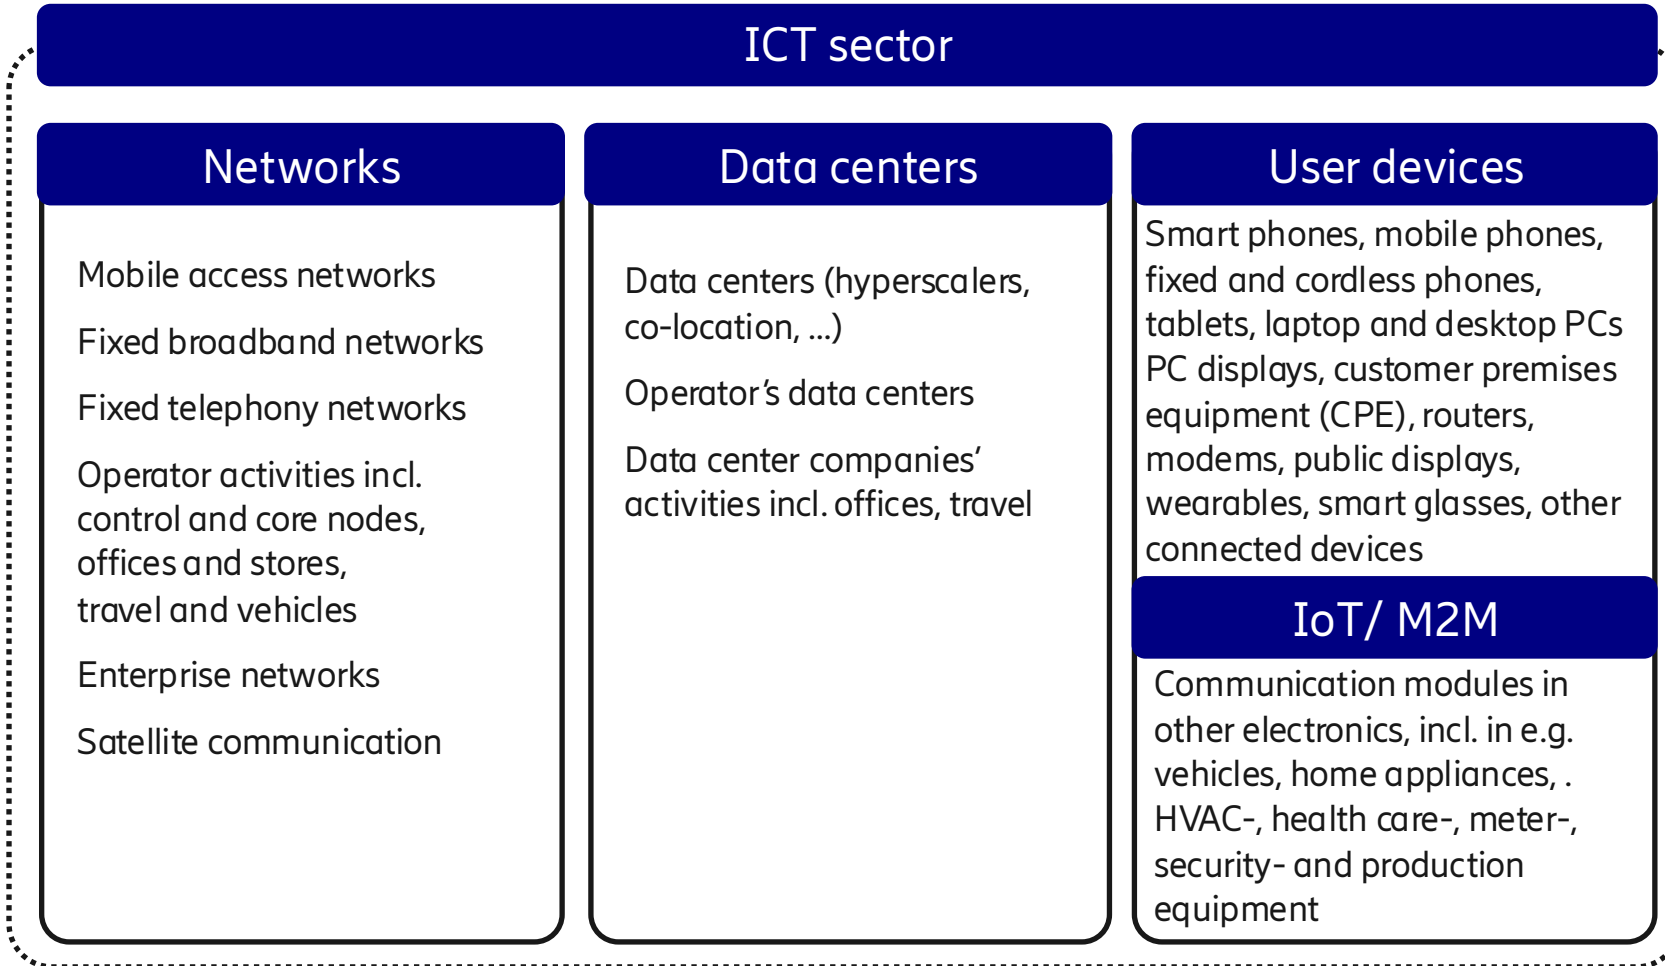 ICT sector
Networks
Mobile access networks
Fixed broadband networks
Fixed telephony networks
Operator activities incl.
control and core nodes,
offices and stores,
travel and vehicles
Enterprise networks
Satellite communication
Data centers
Data centers (hyperscalers,
co-location, ...)
Operator’s data centers
Data center companies’
activities incl. offices, travel
User devices
Smart phones, mobile phones,
fixed and cordless phones,
tablets, laptop and desktop PCs
PC displays, customer premises
equipment (CPE), routers,
modems, public displays,
wearables, smart glasses, other
connected devices
IoT/ M2M
Communication modules in
other electronics, incl. in e.g.
vehicles, home appliances, .
HVAC-, health care-, meter-,
security- and production
equipment